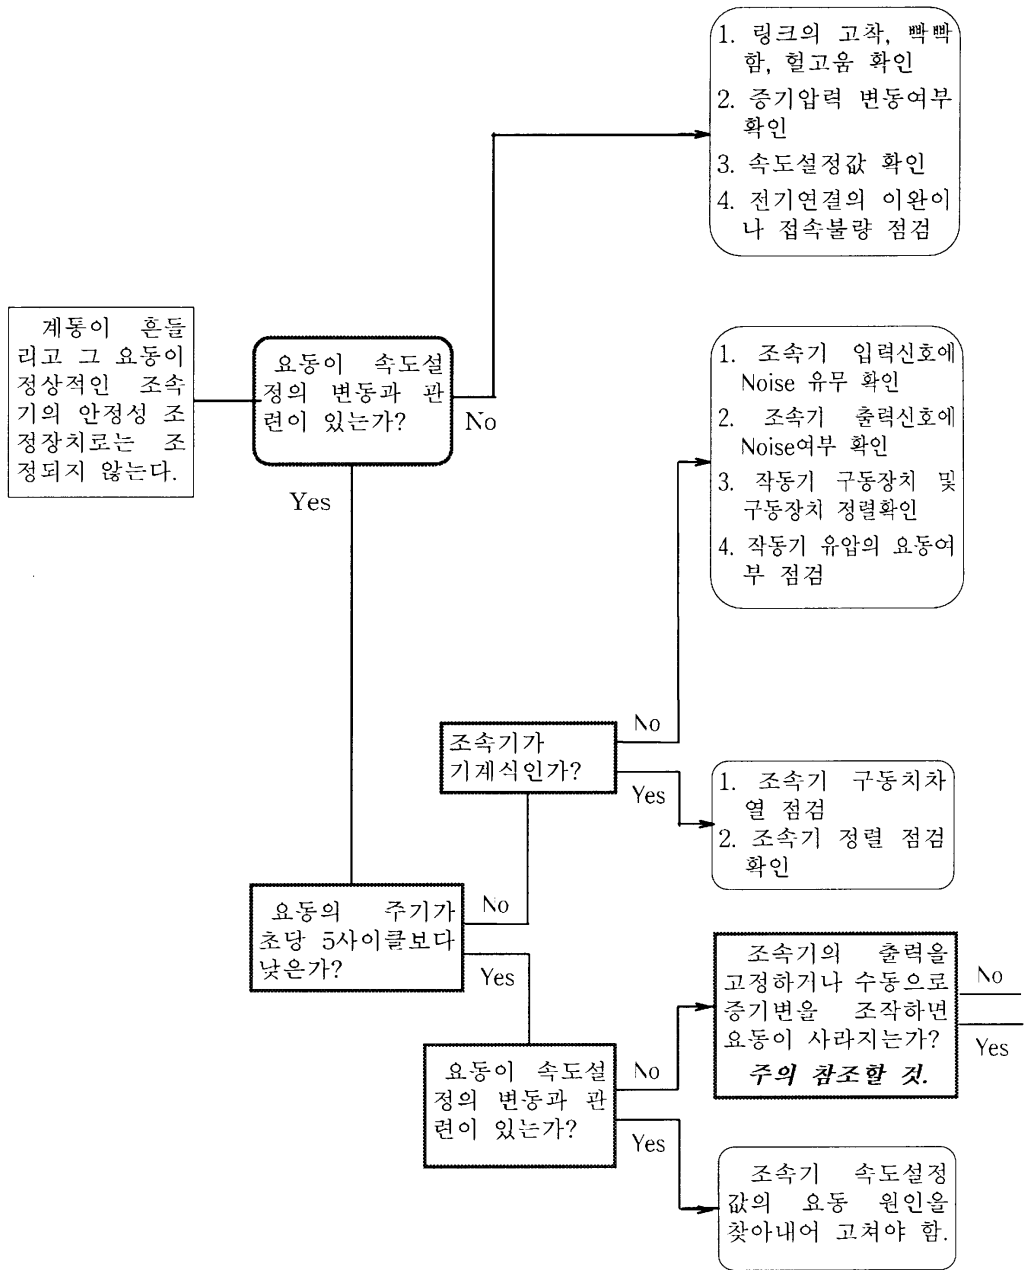 1. 링크의 고착, 빡빡
함, 헐고움 확인
2. 증기압력 변동여부
확인
3. 속도설정값 확인
4. 전기연결의 이완이
나 접속불량 점검
계통이 흔들
리고 그 요동이
정상적인 조속
기의 안정성 조
정장치로는 조
정되지 않는다.
요동이 속도설
정의 변동과 관
련이 있는가?
No
Yes
1. 조속기 입력신호에
Noise 유무 확인
2. 조속기 출력신호에
Noise여부 확인
3. 작동기 구동장치 및
구동장치 정렬확인
4. 작동기 유압의 요동여
부 점검
조속기가
기계식인가?
No
Yes
1. 조속기 구동치차
열 점검
2. 조속기 정렬 점검
확인
요동의 주기가
초당 5사이클보다
낮은가?
No
Yes
조속기의 출력을
고정하거나 수동으로
증기변을 조작하면
요동이 사라지는가?
주의 참조할 것.
No
Yes
요동이 속도설
정의 변동과 관
련이 있는가?
No
Yes
조속기 속도설정
값의 요동 원인을
찾아내어 고쳐야 함.